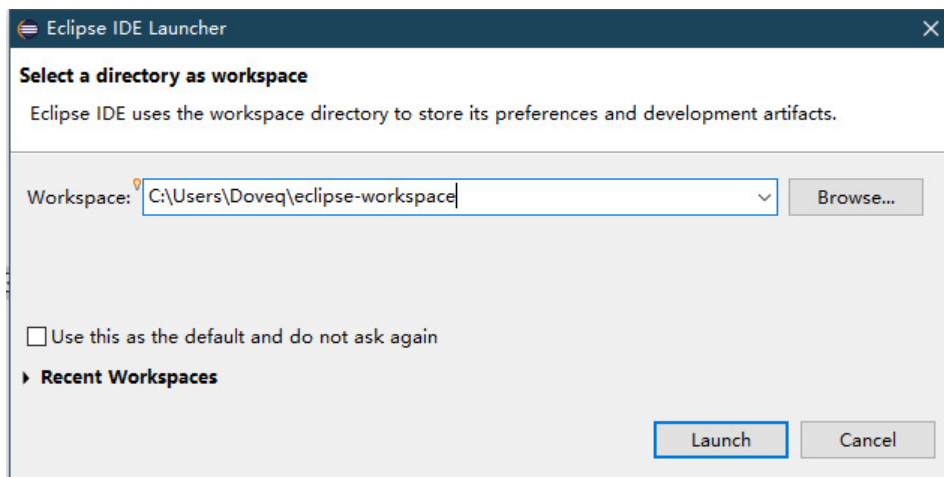 Eclipse IDE Launcher
Select a directory as workspace
Eclipse IDE uses the workspace directory to store its preferences and development artifacts.
Workspace: C:\Users\Doveq\eclipse-workspace Browse...
Use this as the default and do not ask again
Recent Workspaces
Launch Cancel